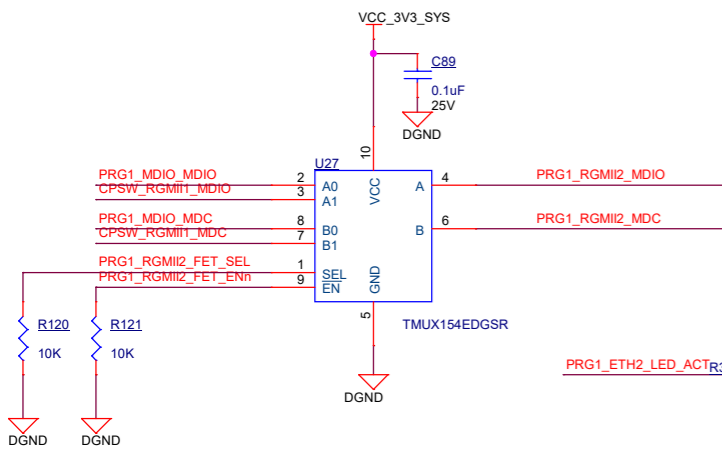 VCC_3V3_SYS
C89
0.1uF
25V
DGND
10
U27
PRG1_MDIO_MDIO 2 A0 VCC A 4 PRG1_RGMII2_MDIO
CPSW_RGMII1_MDIO 3 A1
PRG1_MDIO_MDC 8 B0 B 6 PRG1_RGMII2_MDC
CPSW_RGMII1_MDC 7 B1
PRG1_RGMII2_FET_SEL 1 SEL GND
PRG1_RGMII2_FET_ENn 9 EN
5
TMUX154EDGSR
R120 R121
10K 10K
PRG1_ETH2_LED_ACT R3
DGND
DGND DGND